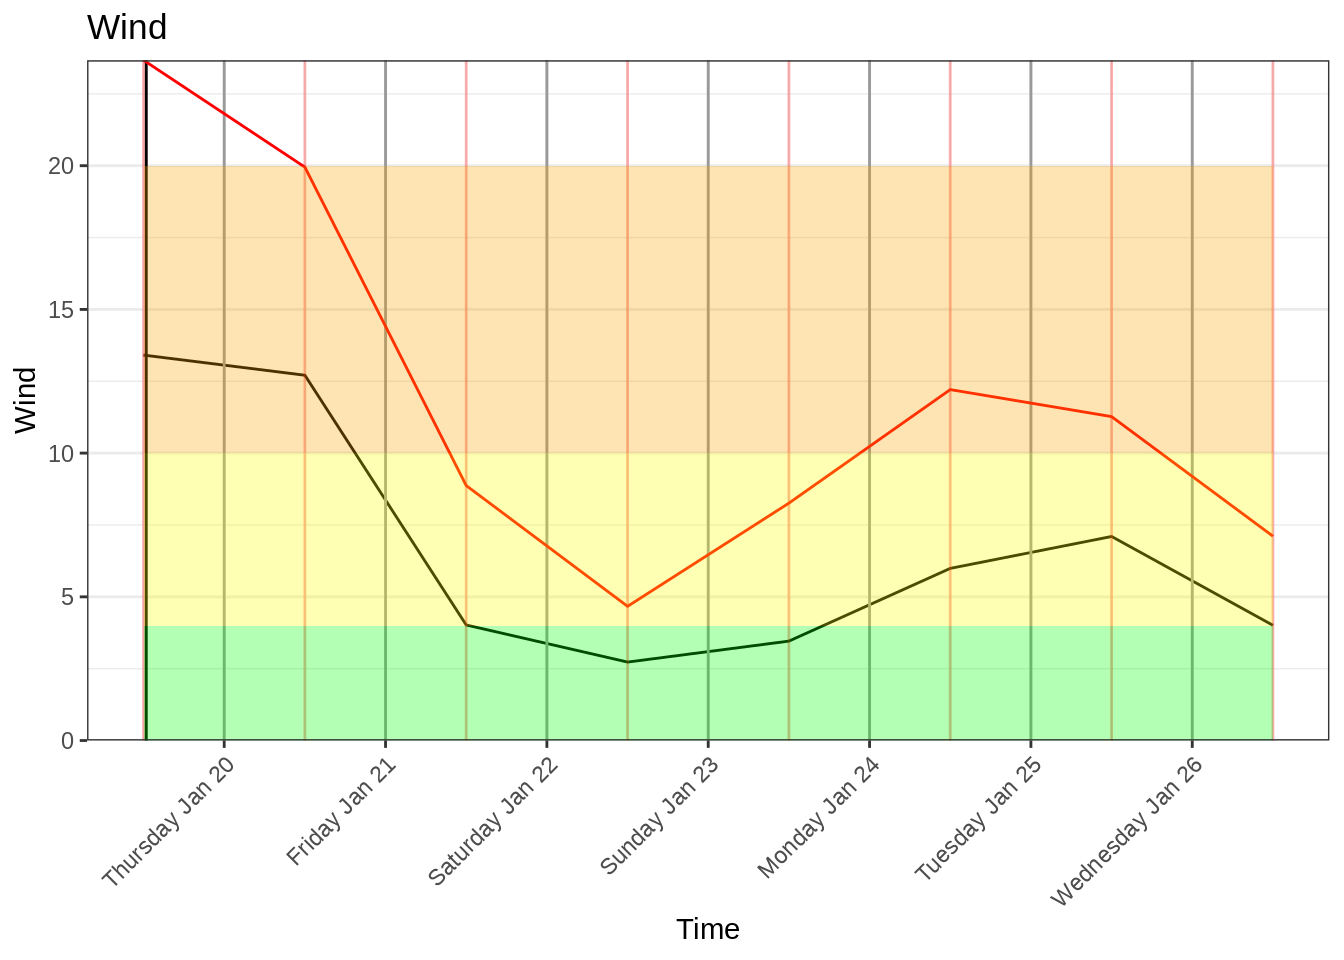 Wind
20
15
10
5
0
Wind
Thursday Jan 20
Friday Jan 21
Saturday Jan 22
Sunday Jan 23
Monday Jan 24
Tuesday Jan 25
Wednesday Jan 26
Time